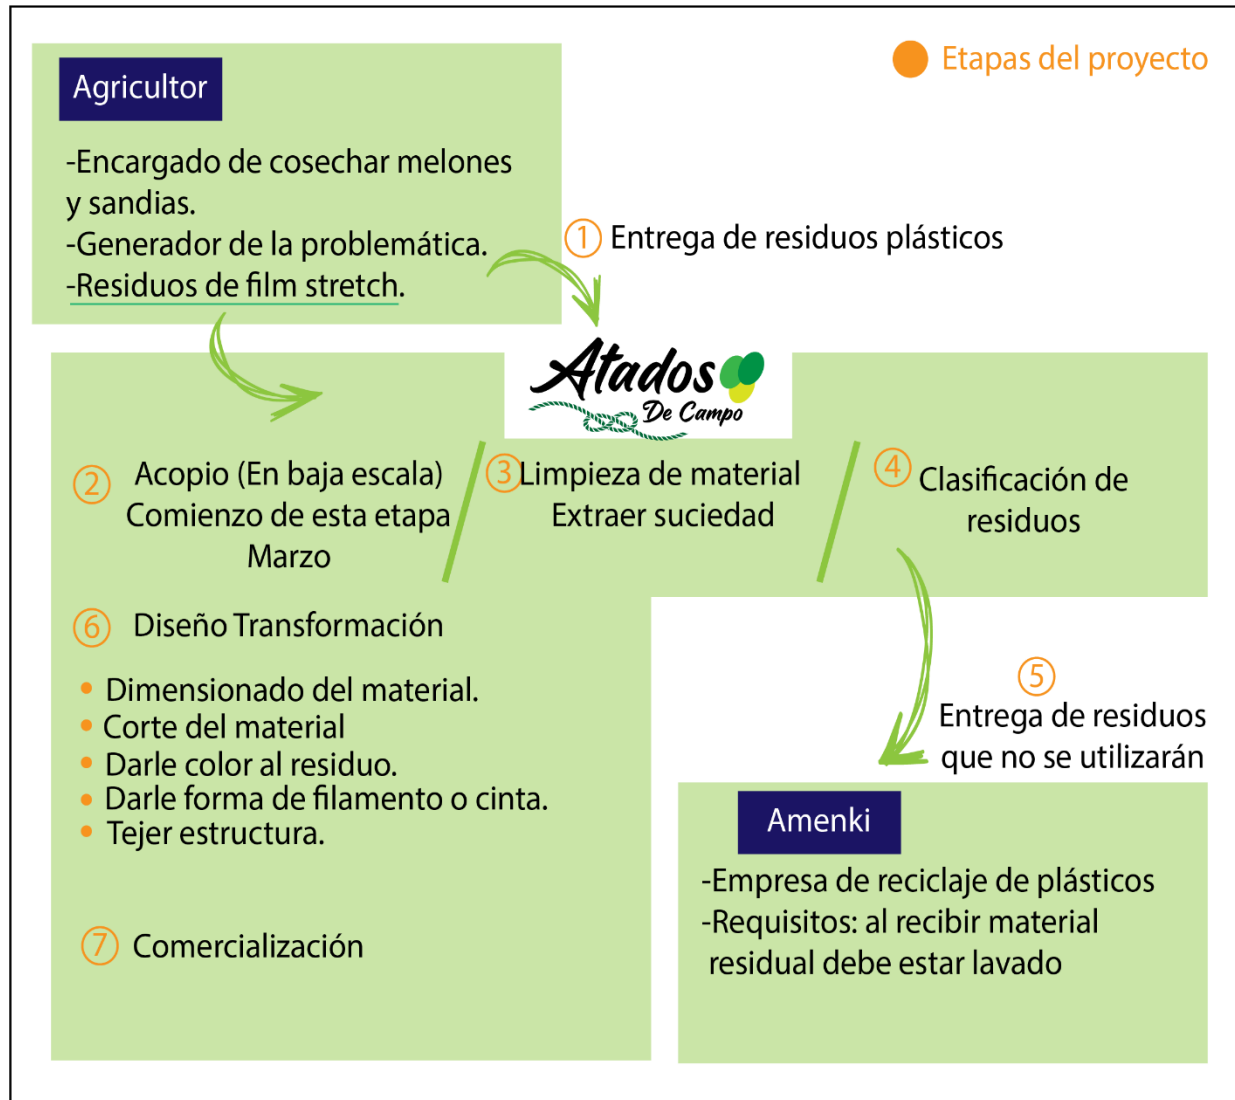 Etapas del proyecto
Agricultor
-Encargado de cosechar melones
y sandias.
-Generador de la problemática.
-Residuos de film stretch.
1 Entrega de residuos plásticos
Atados
De Campo
2 Acopio (En baja escala)
Comienzo de esta etapa
Marzo
3 Limpieza de material
Extraer suciedad
4 Clasificación de
residuos
5
Entrega de residuos
que no se utilizarán
6 Diseño Transformación
• Dimensionado del material.
• Corte del material
• Darle color al residuo.
• Darle forma de filamento o cinta.
• Tejer estructura.
7 Comercialización
Amenki
-Empresa de reciclaje de plásticos
-Requisitos: al recibir material
residual debe estar lavado